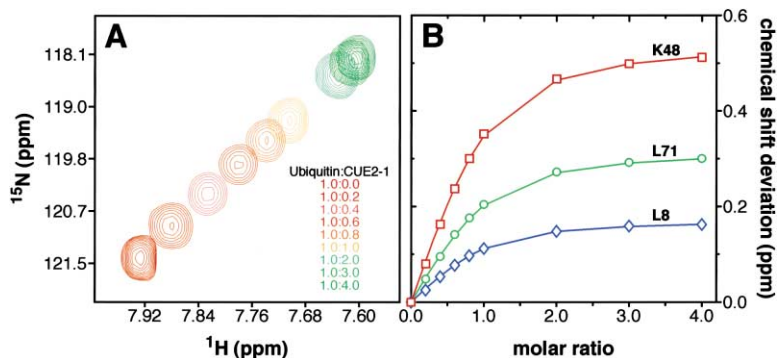 A
118.1
119.0
119.8
120.7
121.5
15N (ppm)
7.92 7.84 7.76 7.68 7.60
1H (ppm)
Ubiquitin:CUE2-1
1.0:0.0
1.0:0.2
1.0:0.4
1.0:0.6
1.0:0.8
1.0:1.0
1.0:2.0
1.0:3.0
1.0:4.0
B
K48
L71
L8
0.0 1.0 2.0 3.0 4.0
molar ratio
0.6
0.4
0.2
0.0
chemical shift deviation (ppm)